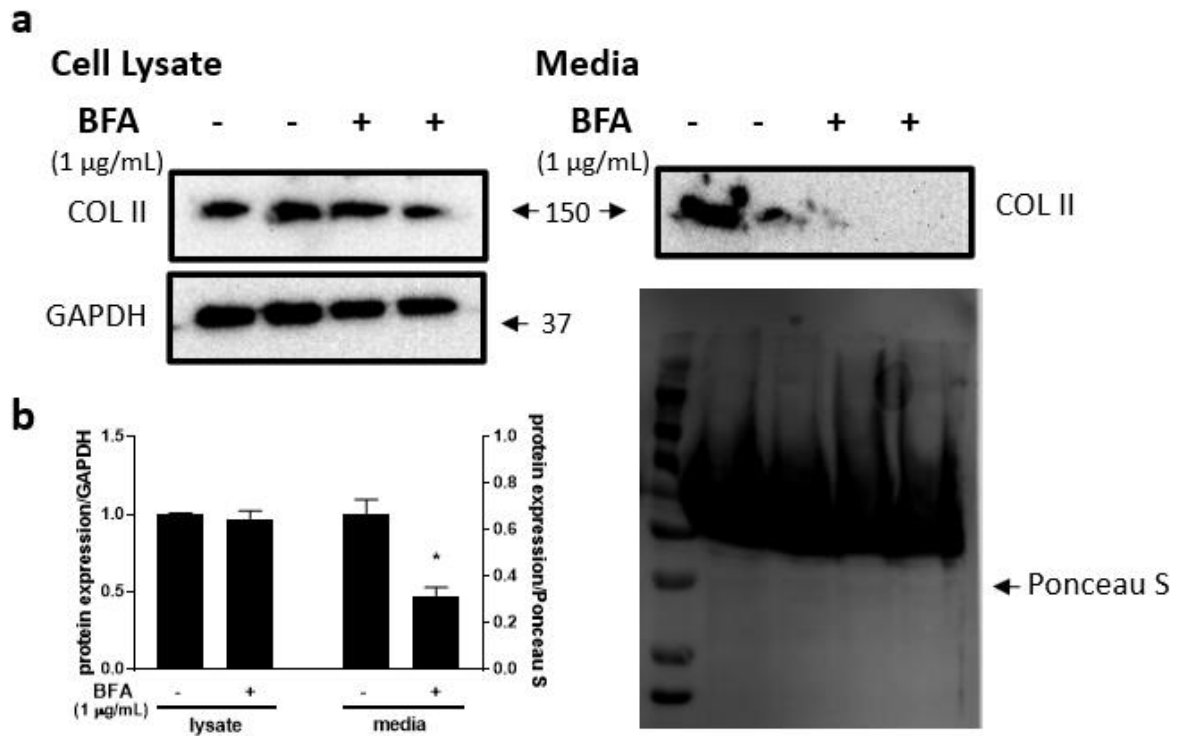 a
Cell Lysate
Media
BFA - - + +
(1 µg/mL)
BFA - - + +
(1 µg/mL)
COL II
150
COL II
GAPDH
37
Ponceau S
b
protein expression/GAPDH
1.5
1.0
0.5
0.0
protein expression/Ponceau S
1.0
0.8
0.6
0.4
0.2
0.0
*
BFA - + - +
(1 µg/mL)
lysate media